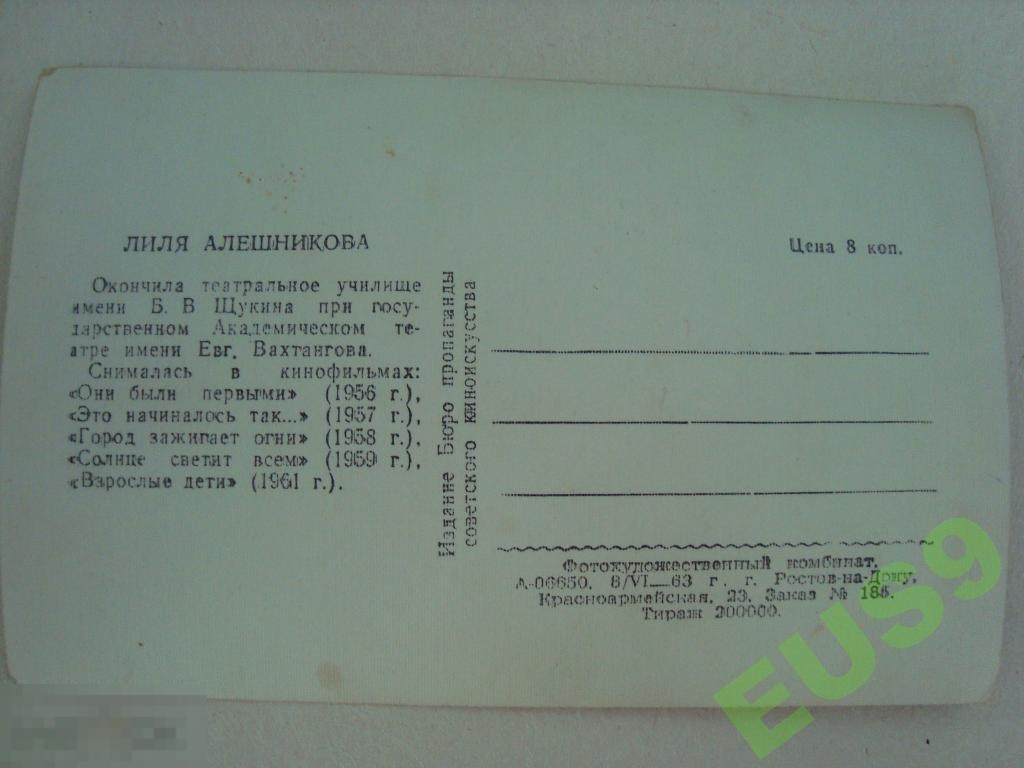 ЛИЛЯ АЛЕШНИКОВА
Окончила театральное училище
имени Б. В Щукина при госу-
дарственном Академическом те-
атре имени Евг. Вахтангова.
Снималась в кинофильмах:
«Они были первыми» (1956 г.),
«Это начиналось так...» (1957 г.),
«Город зажигает огни» (1958 г.),
«Солнце светит всем» (1959 г.),
«Взрослые дети» (1961 г.).
Издание Бюро пропаганды
советского киноискусства
Цена 8 коп.
Фотохудожественный комбинат.
А-06650. 8/VI—63 г. г. Ростов-на-Дону,
Красноармейская, 23. Заказ №
Тираж 200000.
EUS9